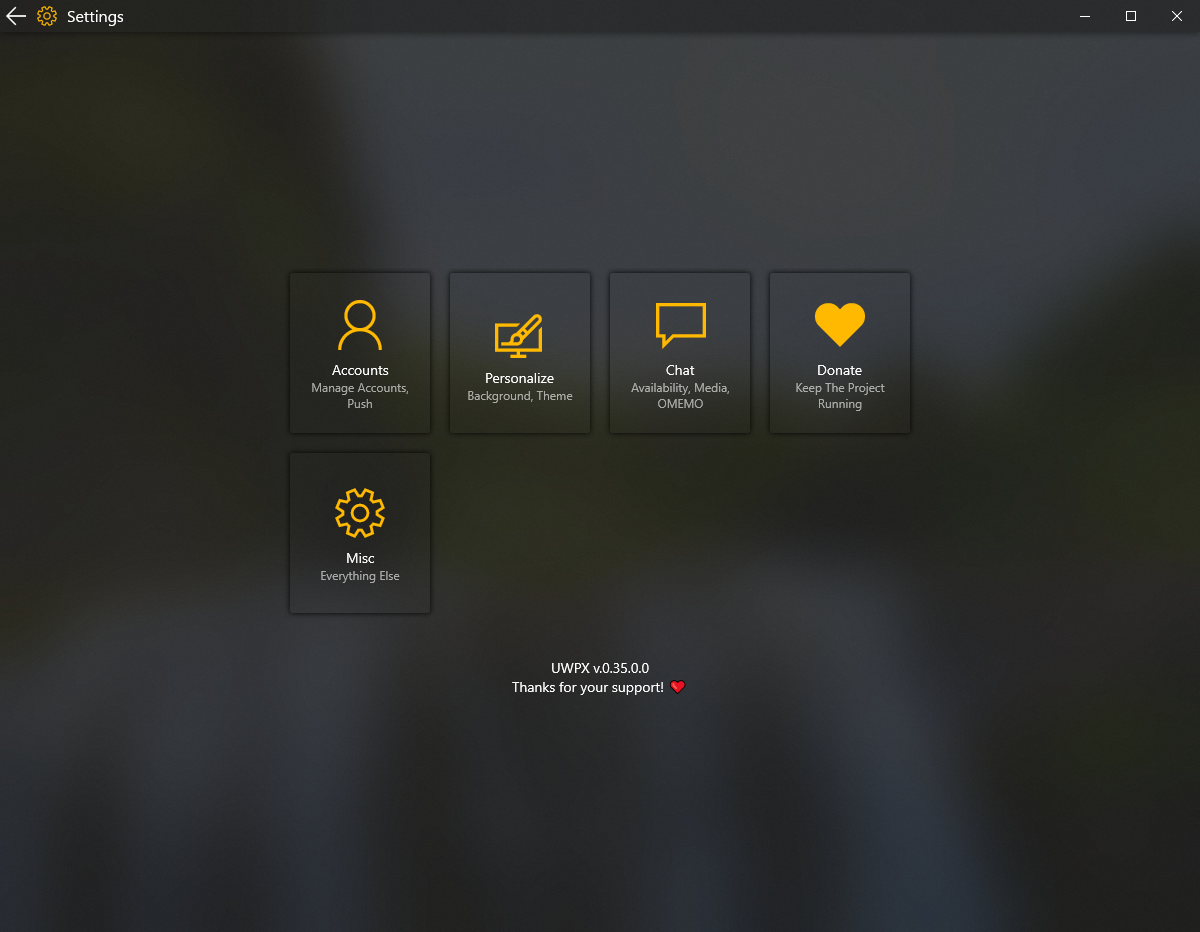 Settings
Accounts
Manage Accounts,
Push
Personalize
Background, Theme
Chat
Availability, Media,
OMEMO
Donate
Keep The Project
Running
Misc
Everything Else
UWPX v.0.35.0.0
Thanks for your support! ❤